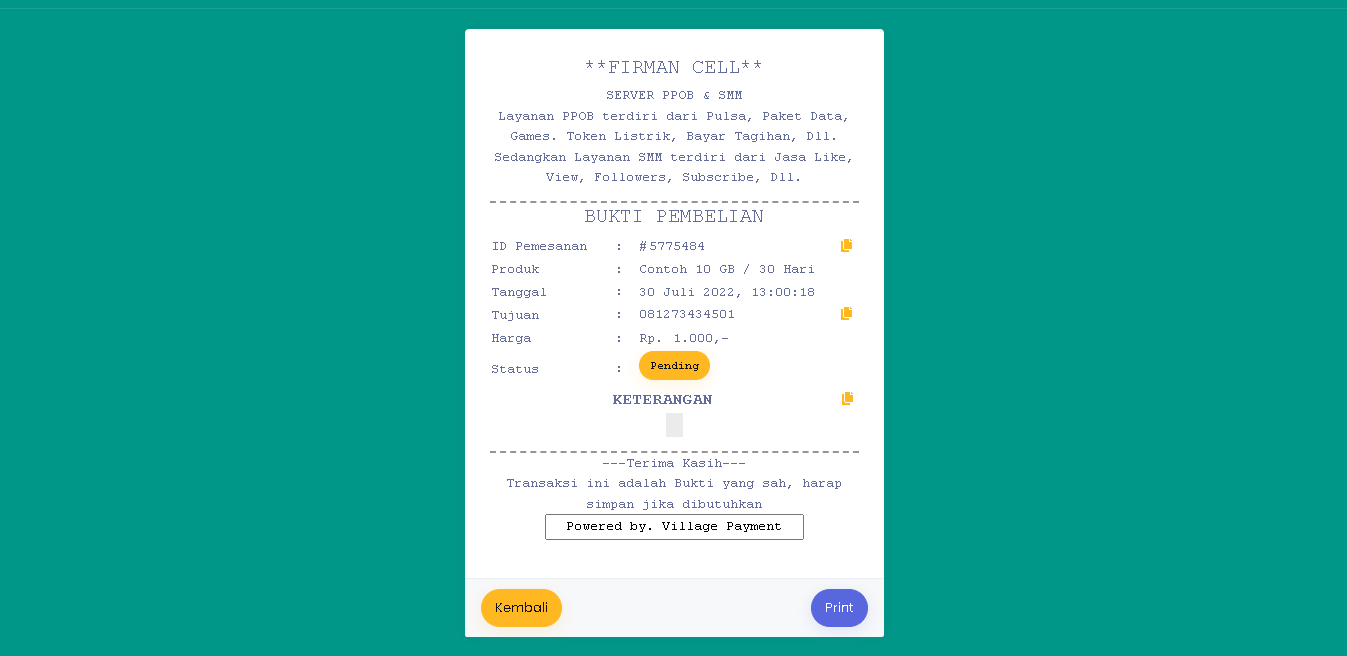 **FIRMAN CELL**
SERVER PPOB & SMM
Layanan PPOB terdiri dari Pulsa, Paket Data,
Games. Token Listrik, Bayar Tagihan, Dll.
Sedangkan Layanan SMM terdiri dari Jasa Like,
View, Followers, Subscribe, Dll.
BUKTI PEMBELIAN
ID Pemesanan : #5775484
Produk : Contoh 10 GB / 30 Hari
Tanggal : 30 Juli 2022, 13:00:18
Tujuan : 081273434501
Harga : Rp. 1.000,-
Status : Pending
KETERANGAN
---Terima Kasih---
Transaksi ini adalah Bukti yang sah, harap
simpan jika dibutuhkan
Powered by. Village Payment
Kembali Print